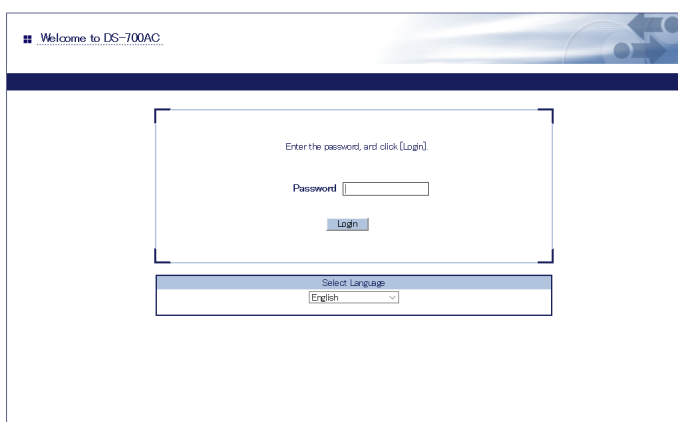 Welcome to DS-700AC
Enter the password, and click [Login].
Password
Login
Select Language
English